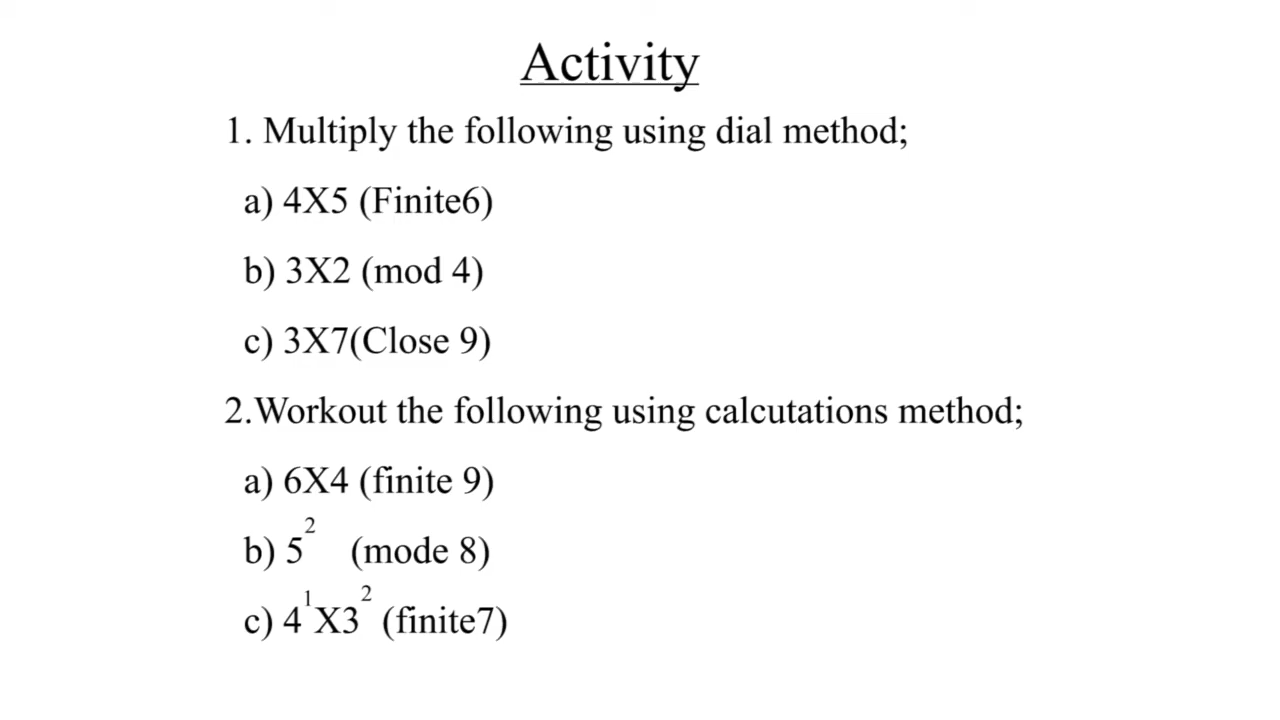 Activity
1. Multiply the following using dial method;
a) 4X5 (Finite6)
b) 3X2 (mod 4)
c) 3X7(Close 9)
2.Workout the following using calcutations method;
a) 6X4 (finite 9)
b) 5² (mode 8)
c) 4¹X3² (finite7)